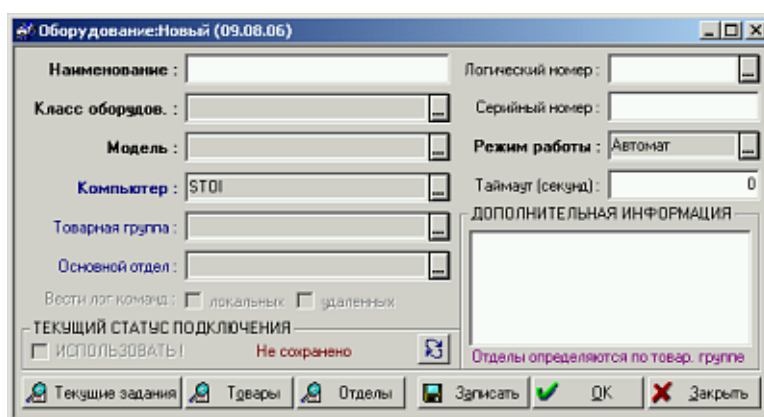 Оборудование:Новый (09.08.06)
Наименование :
Логический номер :
Класс оборудов. :
Серийный номер :
Модель :
Режим работы : Автомат
Компьютер : STOI
Таймаут (секунд) : 0
Товарная группа :
ДОПОЛНИТЕЛЬНАЯ ИНФОРМАЦИЯ
Основной отдел :
Вести лог команд : локальных удаленных
ТЕКУЩИЙ СТАТУС ПОДКЛЮЧЕНИЯ
ИСПОЛЬЗОВАТЬ! Не сохранено
Отделы определяются по товар. группе
Текущие задания Товары Отделы Записать OK Закрыть